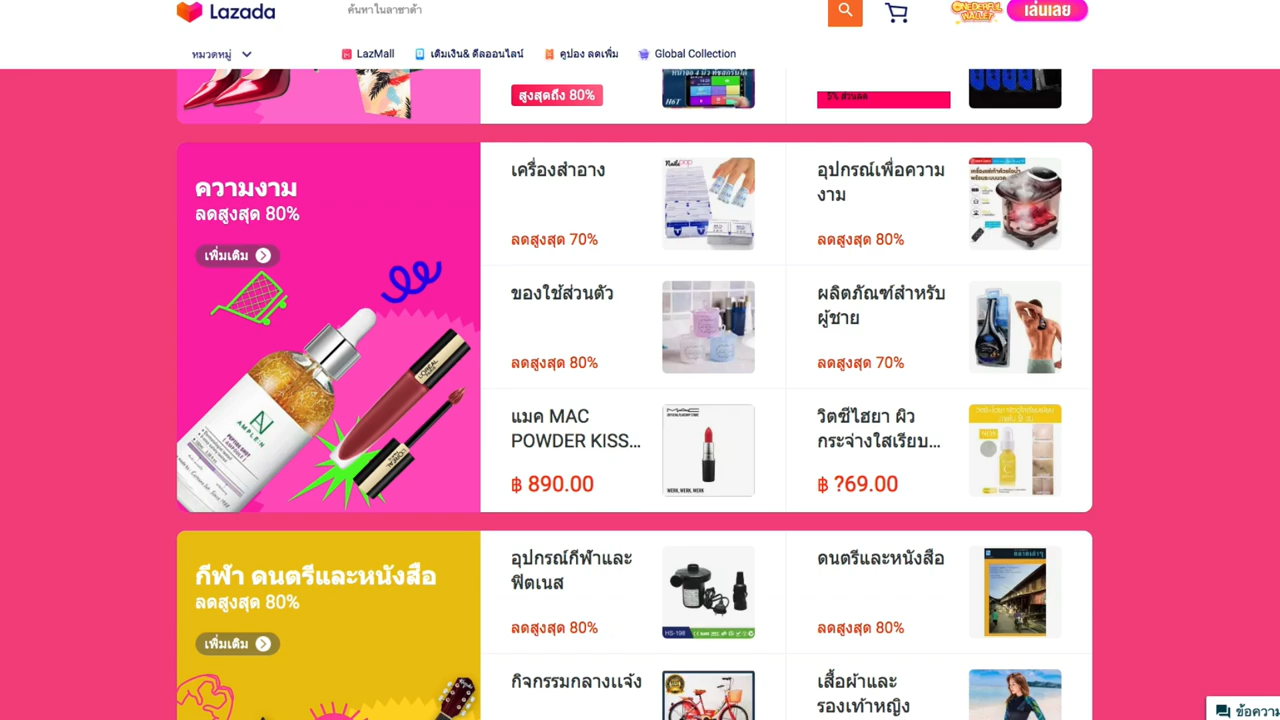 Lazada
ค้นหาในลาซาด้า
เล่นเลย
หมวดหมู่
LazMall
เติมเงิน& ดีลออนไลน์
คูปอง ลดเพิ่ม
Global Collection
สูงสุดถึง 80%
H6T
5% ส่วนลด
ความงาม
ลดสูงสุด 80%
เพิ่มเติม
AMPLEN
เครื่องสำอาง
ลดสูงสุด 70%
อุปกรณ์เพื่อความ
งาม
ลดสูงสุด 80%
ของใช้ส่วนตัว
ลดสูงสุด 80%
ผลิตภัณฑ์สำหรับ
ผู้ชาย
ลดสูงสุด 70%
แมค MAC
POWDER KISS...
฿ 890.00
MAC
วิตซีไฮยา ผิว
กระจ่างใสเรียบ...
฿ ?69.00
NEW
กีฬา ดนตรีและหนังสือ
ลดสูงสุด 80%
เพิ่มเติม
อุปกรณ์กีฬาและ
ฟิตเนส
ลดสูงสุด 80%
HS-198
ดนตรีและหนังสือ
ลดสูงสุด 80%
กิจกรรมกลางแจ้ง
เสื้อผ้าและ
รองเท้าหญิง
ข้อความ